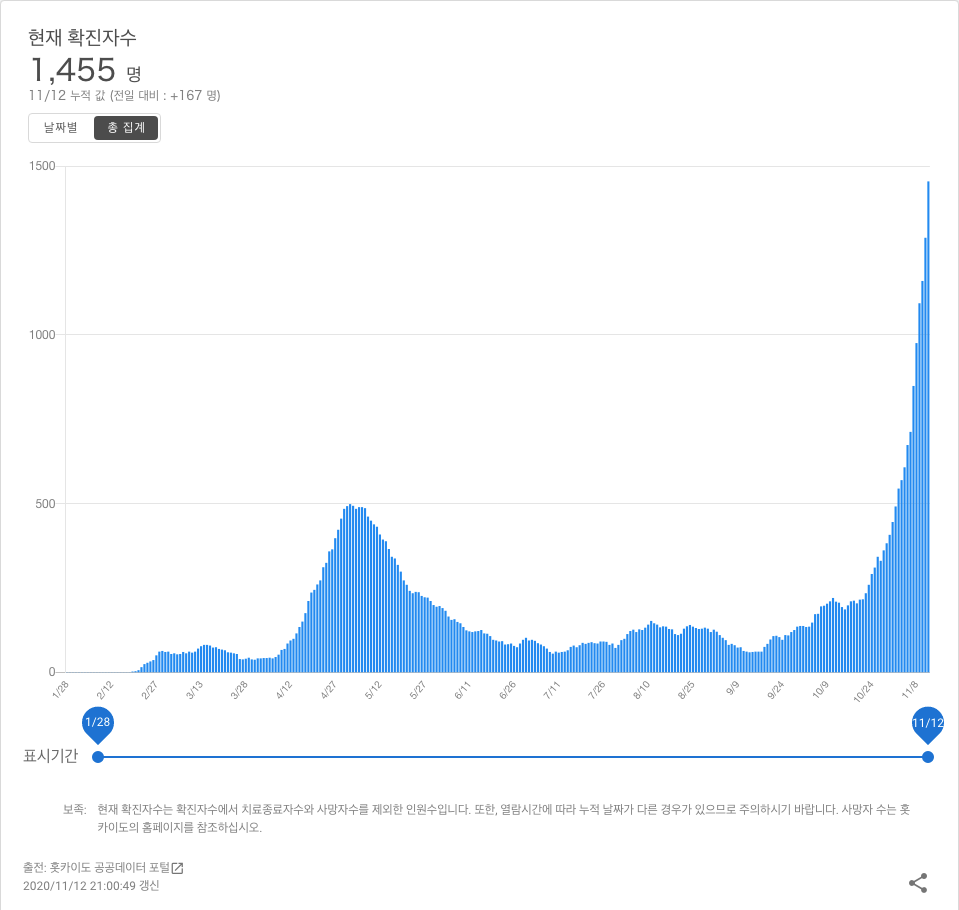 현재 확진자수
1,455 명
11/12 누적 값 (전일 대비 : +167 명)
날짜별 총 집계
1500
1000
500
0
1/28 2/12 2/27 3/13 3/28 4/12 4/27 5/12 5/27 6/11 6/26 7/11 7/26 8/10 8/25 9/9 9/24 10/9 10/24 11/8
1/28 11/12
표시기간
보족: 현재 확진자수는 확진자수에서 치료종료자수와 사망자수를 제외한 인원수입니다. 또한, 열람시간에 따라 누적 날짜가 다른 경우가 있으므로 주의하시기 바랍니다. 사망자 수는 홋
카이도의 홈페이지를 참조하십시오.
출전: 홋카이도 공공데이터 포털
2020/11/12 21:00:49 갱신